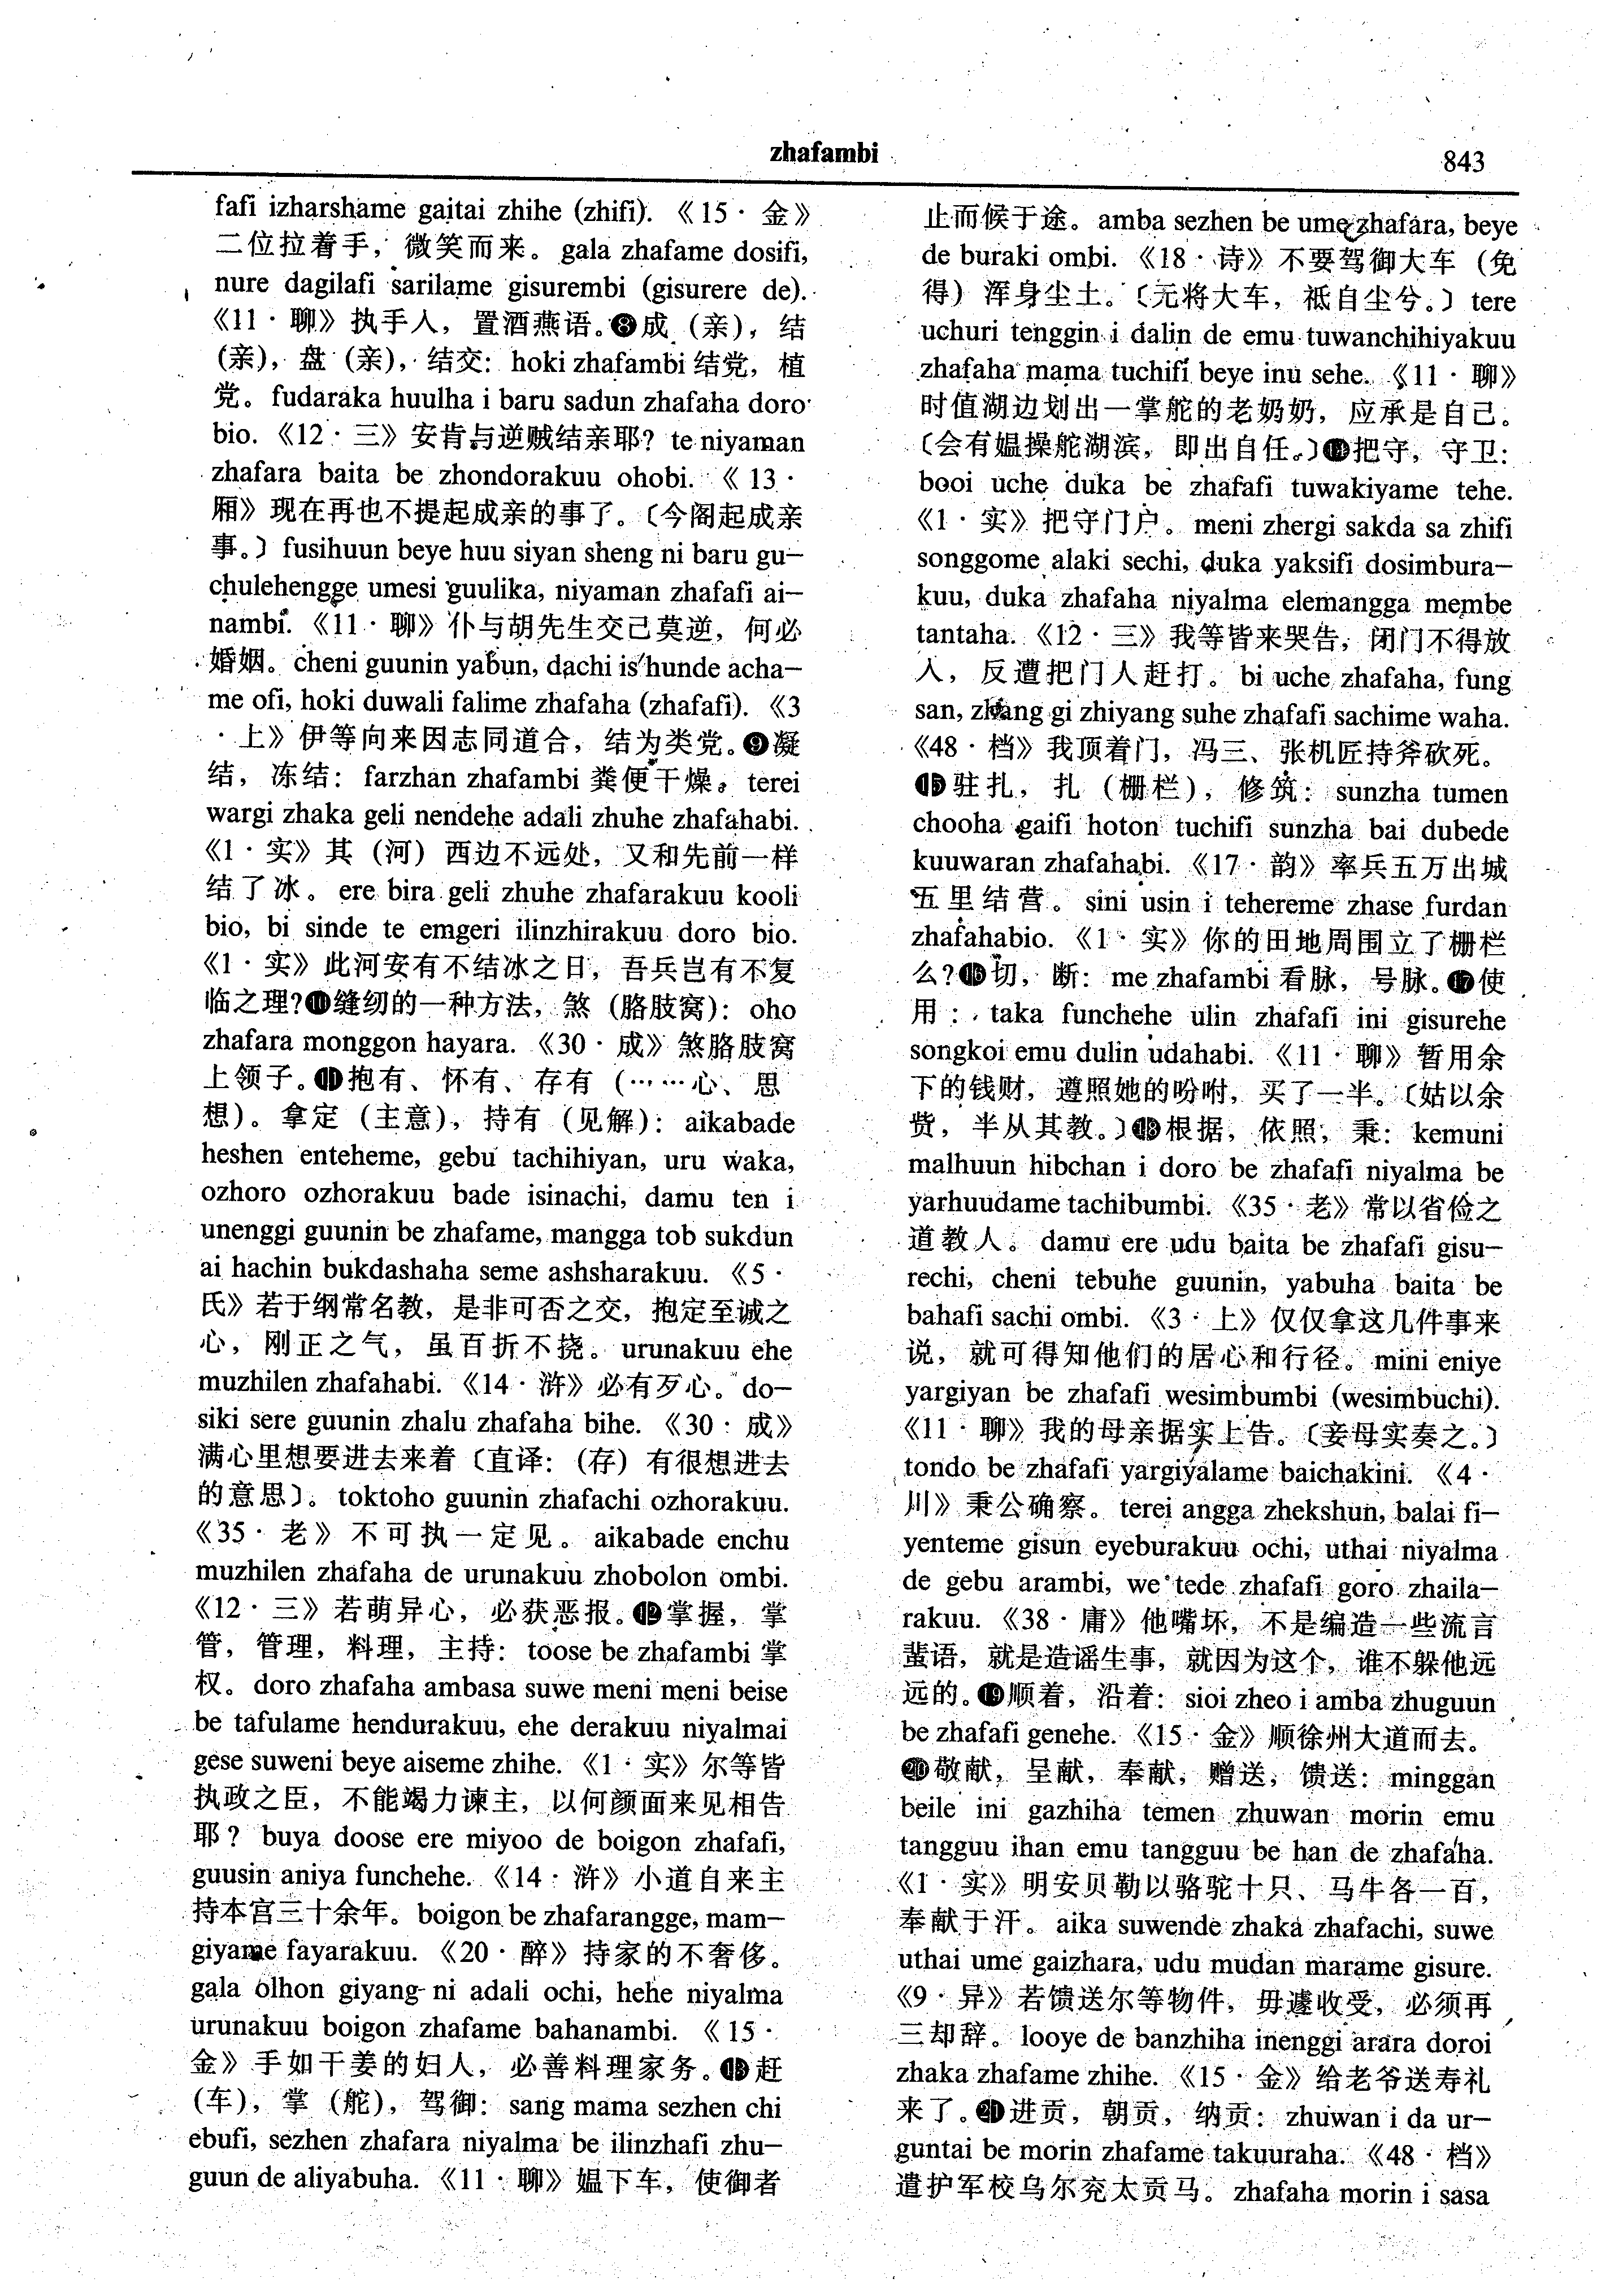 zhafambi
843
fafi izharshame gaitai zhihe (zhifi). 《15 · 金》
二位拉着手，微笑而来。gala zhafame dosifi,
nure dagilafi sarilame gisurembi (gisurere de).
《11 · 聊》执手人，置酒燕语。❽成（亲），结
（亲），盘（亲），结交：hoki zhafambi 结党，植
党。fudaraka huulha i baru sadun zhafaha doro
bio. 《12 · 三》安肯与逆贼结亲耶？te niyaman
zhafara baita be zhondorakuu ohobi. 《 13 ·
厢》现在再也不提起成亲的事了。〔今阁起成亲
事。〕fusihuun beye huu siyan sheng ni baru gu-
chulehengge umesi guulika, niyaman zhafafi ai-
nambi. 《11 · 聊》仆与胡先生交己莫逆，何必
婚姻。cheni guunin yabun, dachi is'hunde acha-
me ofi, hoki duwali falime zhafaha (zhafafi). 《3
· 上》伊等向来因志同道合，结为类党。❾凝
结，冻结：farzhan zhafambi 粪便干燥。terei
wargi zhaka geli nendehe adali zhuhe zhafahabi.
《1 · 实》其（河）西边不远处，又和先前一样
结了冰。ere bira geli zhuhe zhafarakuu kooli
bio, bi sinde te emgeri ilinzhirakuu doro bio.
《1 · 实》此河安有不结冰之日，吾兵岂有不复
临之理？❿缝纫的一种方法，煞（胳肢窝）：oho
zhafara monggon hayara. 《30 · 成》煞胳肢窝
上领子。⓫抱有、怀有、存有（……心、思
想）。拿定（主意），持有（见解）：aikabade
heshen enteheme, gebu tachihiyan, uru waka,
ozhoro ozhorakuu bade isinachi, damu ten i
unenggi guunin be zhafame, mangga tob sukdun
ai hachin bukdashaha seme ashsharakuu. 《5 ·
氏》若于纲常名教，是非可否之交，抱定至诚之
心，刚正之气，虽百折不挠。urunakuu ehe
muzhilen zhafahabi. 《14 · 浒》必有歹心。do-
siki sere guunin zhalu zhafaha bihe. 《30 · 成》
满心里想要进去来着〔直译：（存）有很想进去
的意思〕。toktoho guunin zhafachi ozhorakuu.
《35 · 老》不可执一定见。aikabade enchu
muzhilen zhafaha de urunakuu zhobolon ombi.
《12 · 三》若萌异心，必获恶报。⓬掌握，掌
管，管理，料理，主持：toose be zhafambi 掌
权。doro zhafaha ambasa suwe meni meni beise
be tafulame hendurakuu, ehe derakuu niyalmai
gese suweni beye aiseme zhihe. 《1 · 实》尔等皆
执政之臣，不能竭力谏主，以何颜面来见相告
耶？buya doose ere miyoo de boigon zhafafi,
guusin aniya funchehe. 《14 · 浒》小道自来主
持本宫三十余年。boigon be zhafarangge, mam-
giyame fayarakuu. 《20 · 醉》持家的不奢侈。
gala olhon giyang ni adali ochi, hehe niyalma
urunakuu boigon zhafame bahanambi. 《15 ·
金》手如干姜的妇人，必善料理家务。⓭赶
（车），掌（舵），驾御：sang mama sezhen chi
ebufi, sezhen zhafara niyalma be ilinzhafi zhu-
guun de aliyabuha. 《11 · 聊》媪下车，使御者
止而候于途。amba sezhen be ume zhafara, beye
de buraki ombi. 《18 · 诗》不要驾御大车（免
得）浑身尘土。〔无将大车，祗自尘兮。〕tere
uchuri tenggin i dalin de emu tuwanchihiyakuu
zhafaha mama tuchifi beye inu sehe. 《11 · 聊》
时值湖边划出一掌舵的老奶奶，应承是自己。
〔会有媪操舵湖滨，即出自任。〕⓮把守，守卫：
booi uche duka be zhafafi tuwakiyame tehe.
《1 · 实》把守门户。meni zhergi sakda sa zhifi
songgome alaki sechi, duka yaksifi dosimbura-
kuu, duka zhafaha niyalma elemangga membe
tantaha. 《12 · 三》我等皆来哭告，闭门不得放
人，反遭把门人赶打。bi uche zhafaha, fung
san, zhang gi zhiyang suhe zhafafi sachime waha.
《48 · 档》我顶着门，冯三、张机匠持斧砍死。
⓯驻扎，扎（栅栏），修筑：sunzha tumen
chooha gaifi hoton tuchifi sunzha bai dubede
kuuwaran zhafahabi. 《17 · 韵》率兵五万出城
五里结营。sini usin i tehereme zhase furdan
zhafahabio. 《1 · 实》你的田地周围立了栅栏
么？⓰切，断：me zhafambi 看脉，号脉。⓱使
用：taka funchehe ulin zhafafi ini gisurehe
songkoi emu dulin udahabi. 《11 · 聊》暂用余
下的钱财，遵照她的吩咐，买了一半。〔姑以余
赀，半从其教。〕⓲根据，依照，秉：kemuni
malhuun hibchan i doro be zhafafi niyalma be
yarhuudame tachibumbi. 《35 · 老》常以省俭之
道教人。damu ere udu baita be zhafafi gisu-
rechi, cheni tebuhe guunin, yabuha baita be
bahafi sachi ombi. 《3 · 上》仅仅拿这几件事来
说，就可得知他们的居心和行径。mini eniye
yargiyan be zhafafi wesimbumbi (wesimbuchi).
《11 · 聊》我的母亲据实上告。〔妾母实奏之。〕
tondo be zhafafi yargiyalame baichakini. 《4 ·
川》秉公确察。terei angga zhekshun, balai fi-
yenteme gisun eyeburakuu ochi, uthai niyalma
de gebu arambi, we tede zhafafi goro zhaila-
rakuu. 《38 · 庸》他嘴坏，不是编造一些流言
蜚语，就是造谣生事，就因为这个，谁不躲他远
远的。⓳顺着，沿着：sioi zheo i amba zhuguun
be zhafafi genehe. 《15 · 金》顺徐州大道而去。
⓴敬献，呈献，奉献，赠送，馈送：minggan
beile ini gazhiha temen zhuwan morin emu
tangguu ihan emu tangguu be han de zhafaha.
《1 · 实》明安贝勒以骆驼十只、马牛各一百，
奉献于汗。aika suwende zhaka zhafachi, suwe
uthai ume gaizhara, udu mudan marame gisure.
《9 · 异》若馈送尔等物件，毋遽收受，必须再
三却辞。looye de banzhiha inenggi arara doroi
zhaka zhafame zhihe. 《15 · 金》给老爷送寿礼
来了。㉑进贡，朝贡，纳贡：zhuwan i da ur-
guntai be morin zhafame takuuraha. 《48 · 档》
遣护军校乌尔兖太贡马。zhafaha morin i sasa